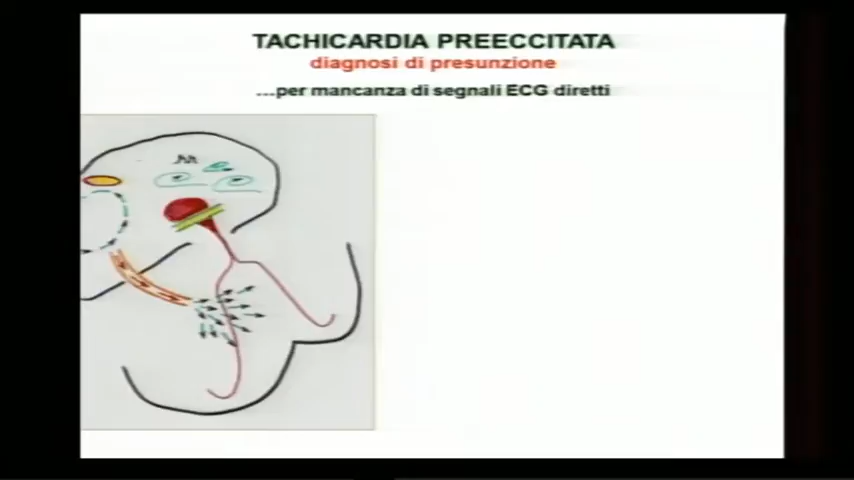 TACHICARDIA PREECCITATA
diagnosi di presunzione
...per mancanza di segnali ECG diretti